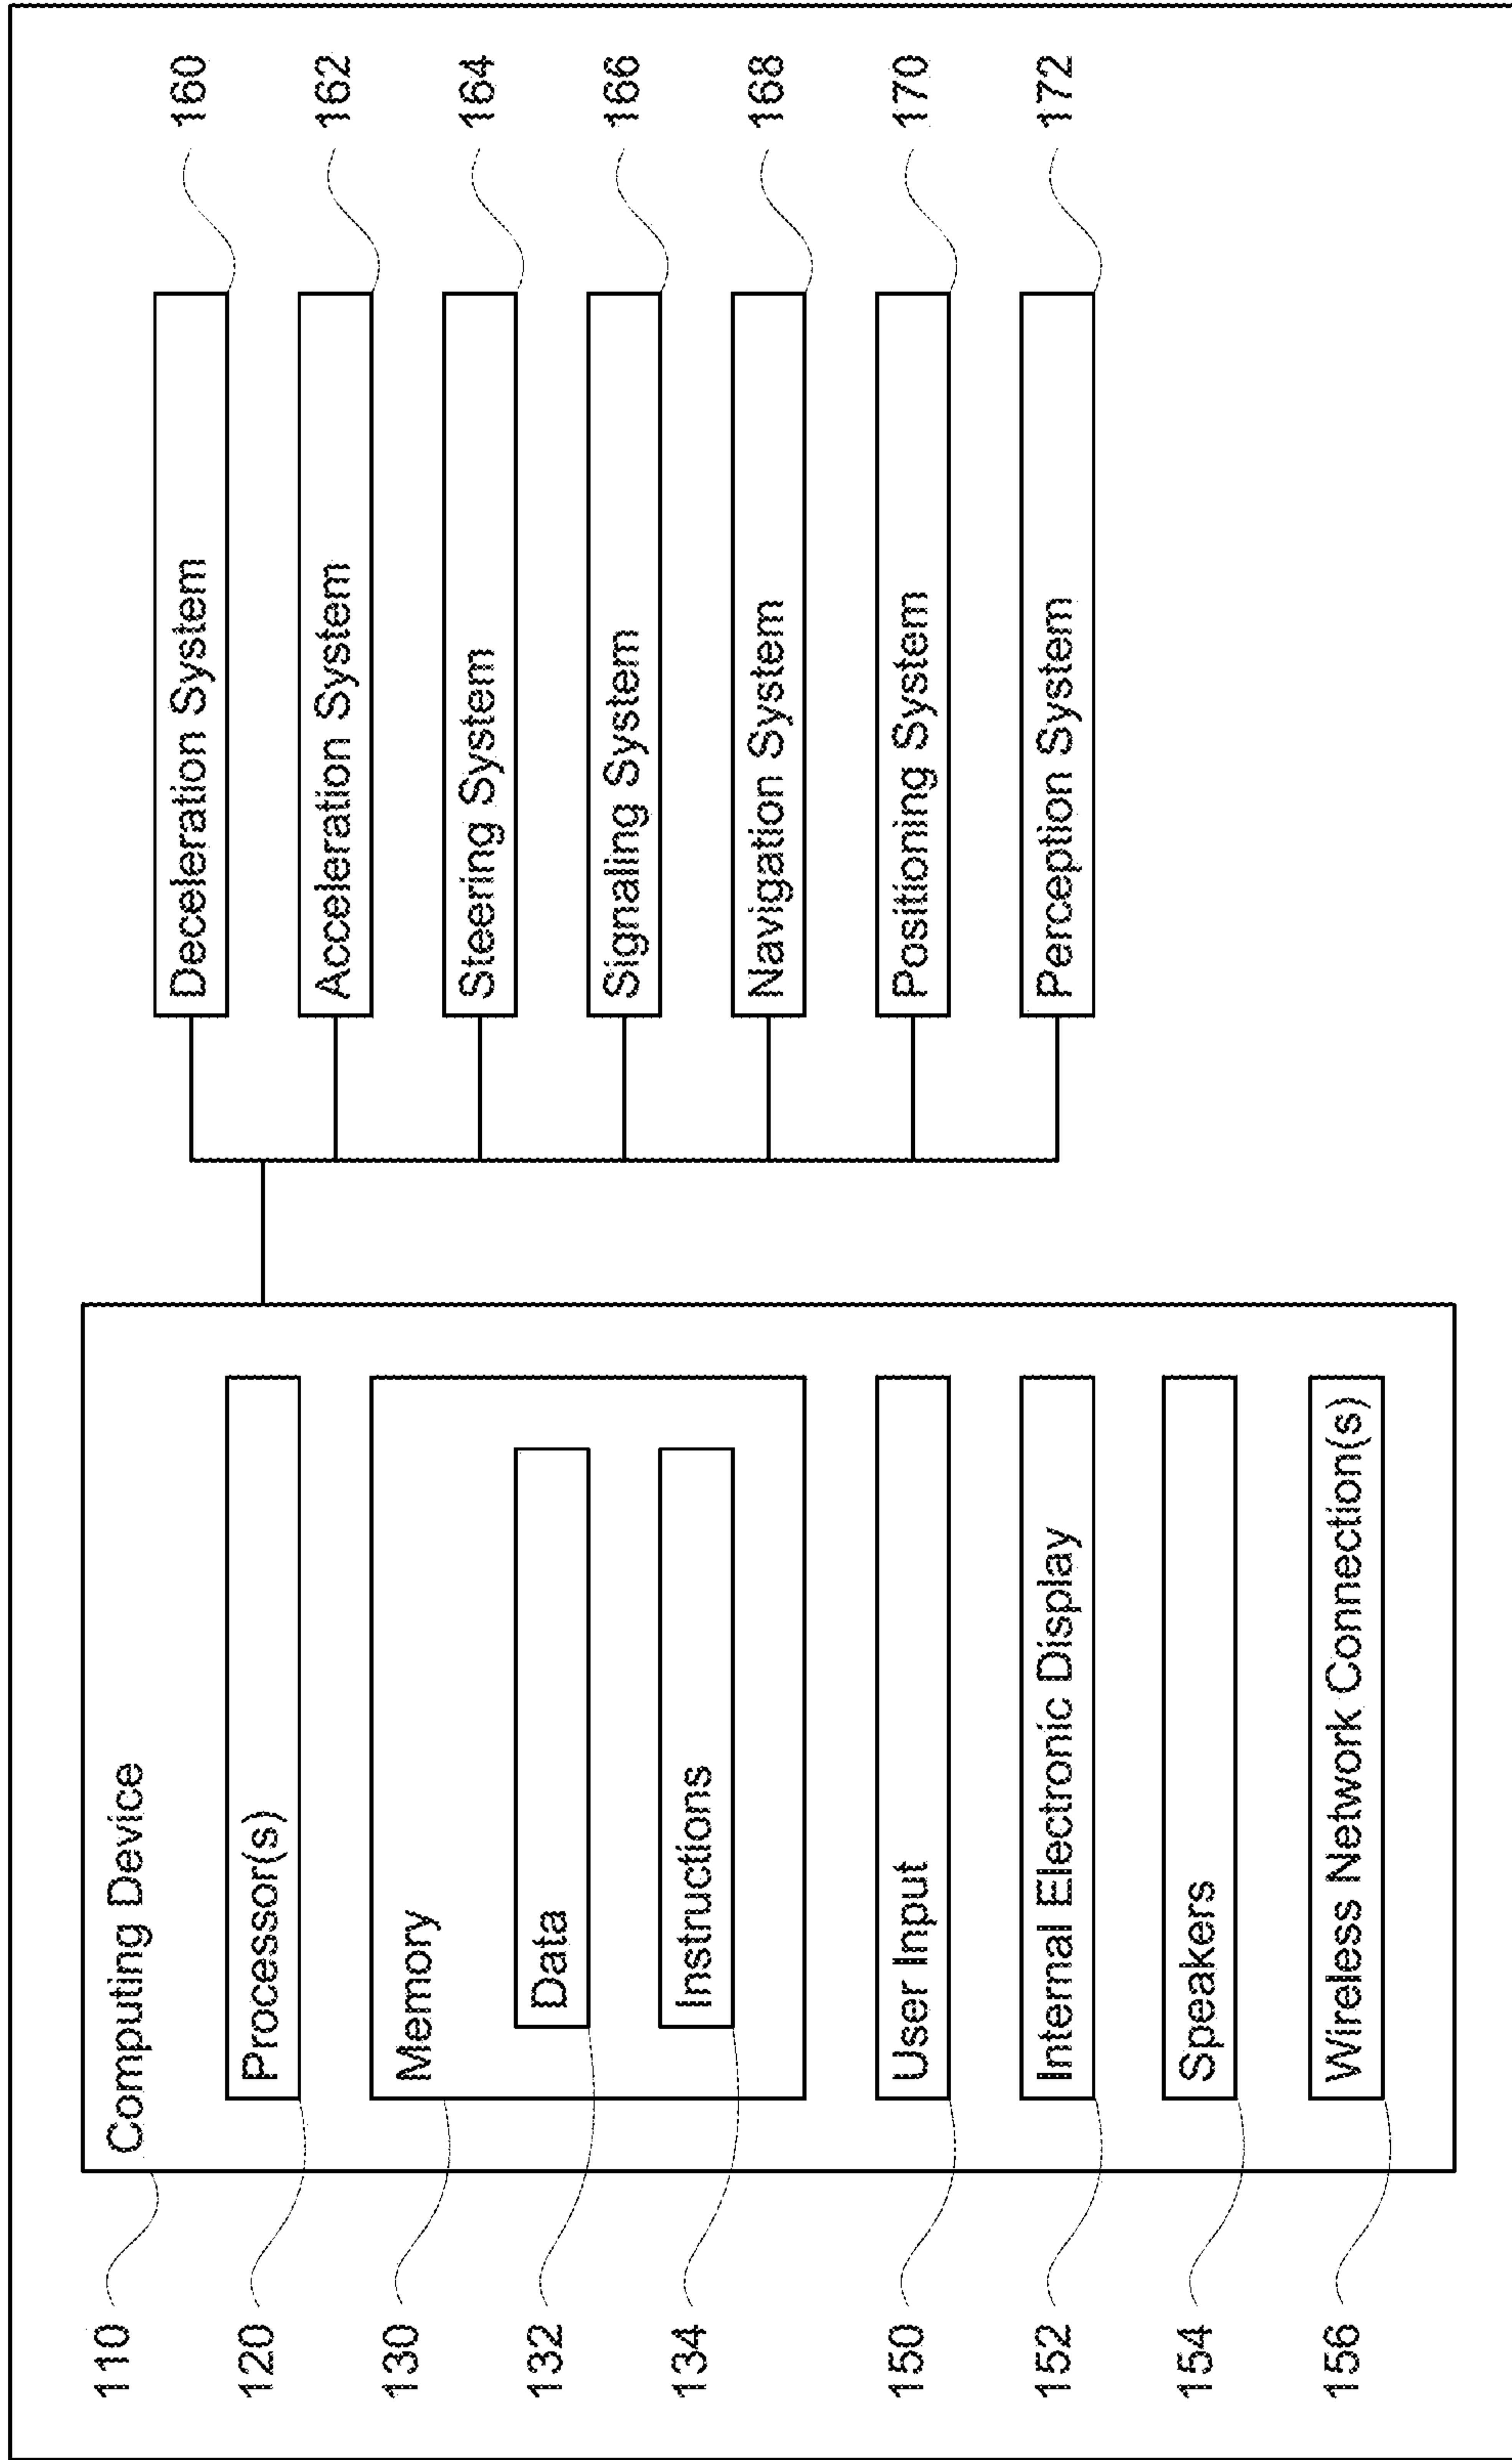 110
Computing Device
120
Processor(s)
130
Memory
132
Data
134
Instructions
150
User Input
152
Internal Electronic Display
154
Speakers
156
Wireless Network Connection(s)
Deceleration System
160
Acceleration System
162
Steering System
164
Signalling System
166
Navigation System
168
Positioning System
170
Perception System
172